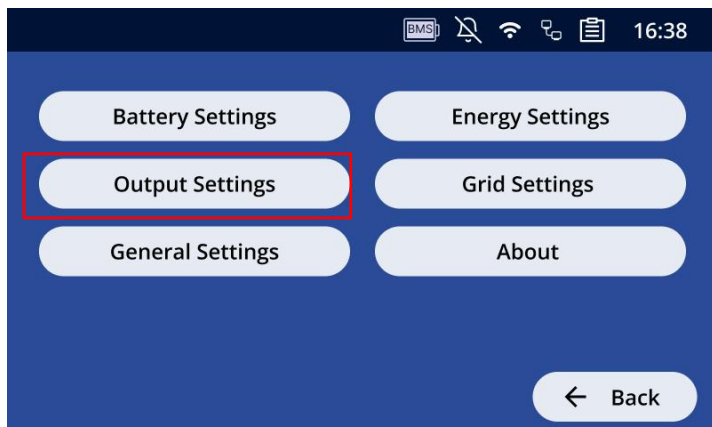 BMS 16:38
Battery Settings Energy Settings
Output Settings Grid Settings
General Settings About
Back